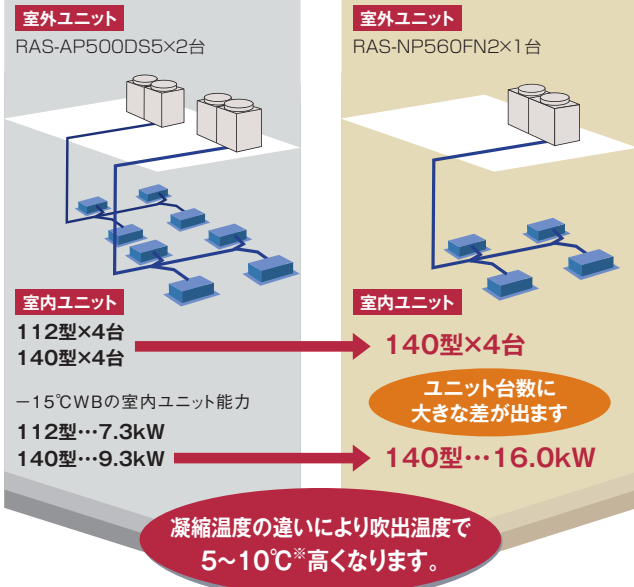 室外ユニット
RAS-AP500DS5×2台
室内ユニット
112型×4台
140型×4台
−15℃WBの室内ユニット能力
112型…7.3kW
140型…9.3kW
室外ユニット
RAS-NP560FN2×1台
室内ユニット
140型×4台
ユニット台数に
大きな差が出ます
140型…16.0kW
凝縮温度の違いにより吹出温度で
5〜10℃※高くなります。